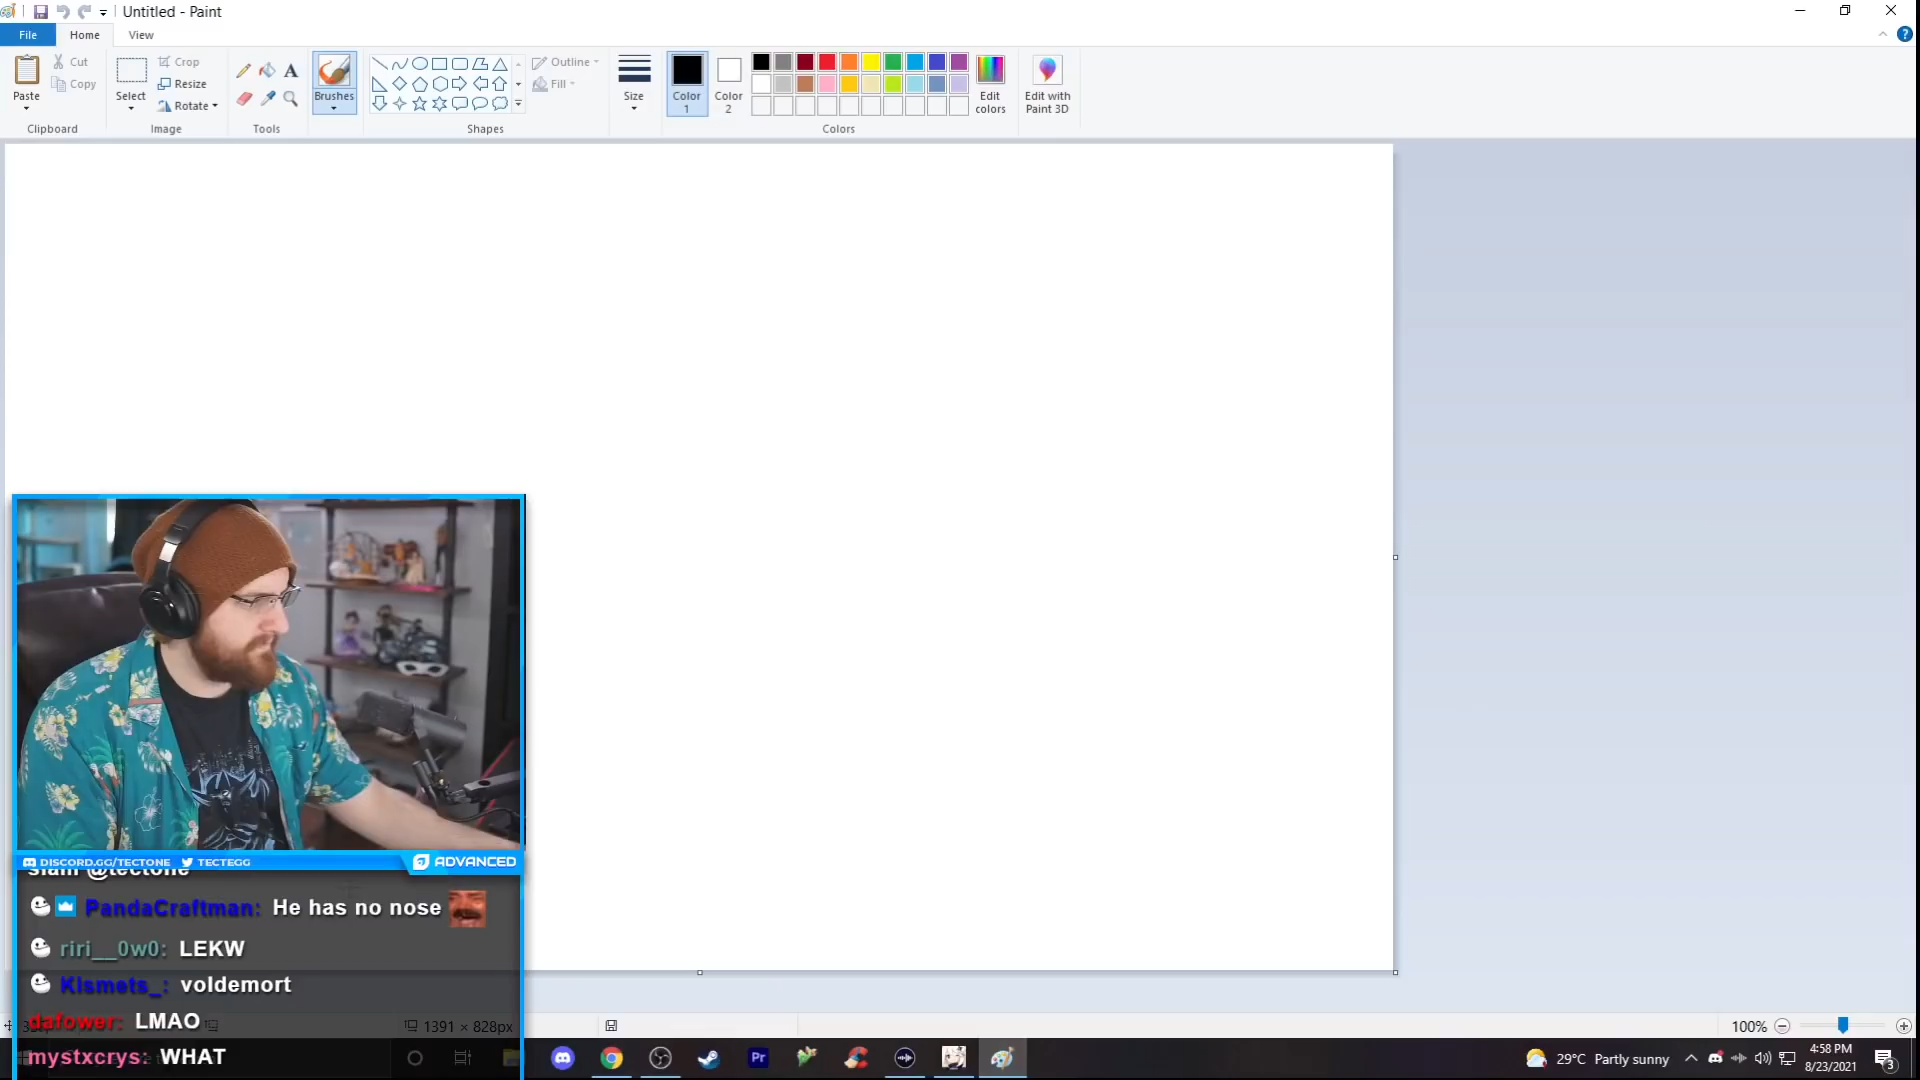 Untitled - Paint
File
Home
View
Paste
Cut
Copy
Clipboard
Select
Crop
Resize
Rotate
Image
Tools
Brushes
Shapes
Outline
Fill
Size
Color
1
Color
2
Colors
Edit
colors
Edit with
Paint 3D
DISCORD.GG/TECTONE
TECTEGG
ADVANCED
@tectone
PandaCraftman: He has no nose
riri__0w0: LEKW
Kismets_: voldemort
dafower: LMAO
mystxcrys: WHAT
1391 × 828px
100%
Pr
29°C Partly sunny
4:58 PM
8/23/2021
3